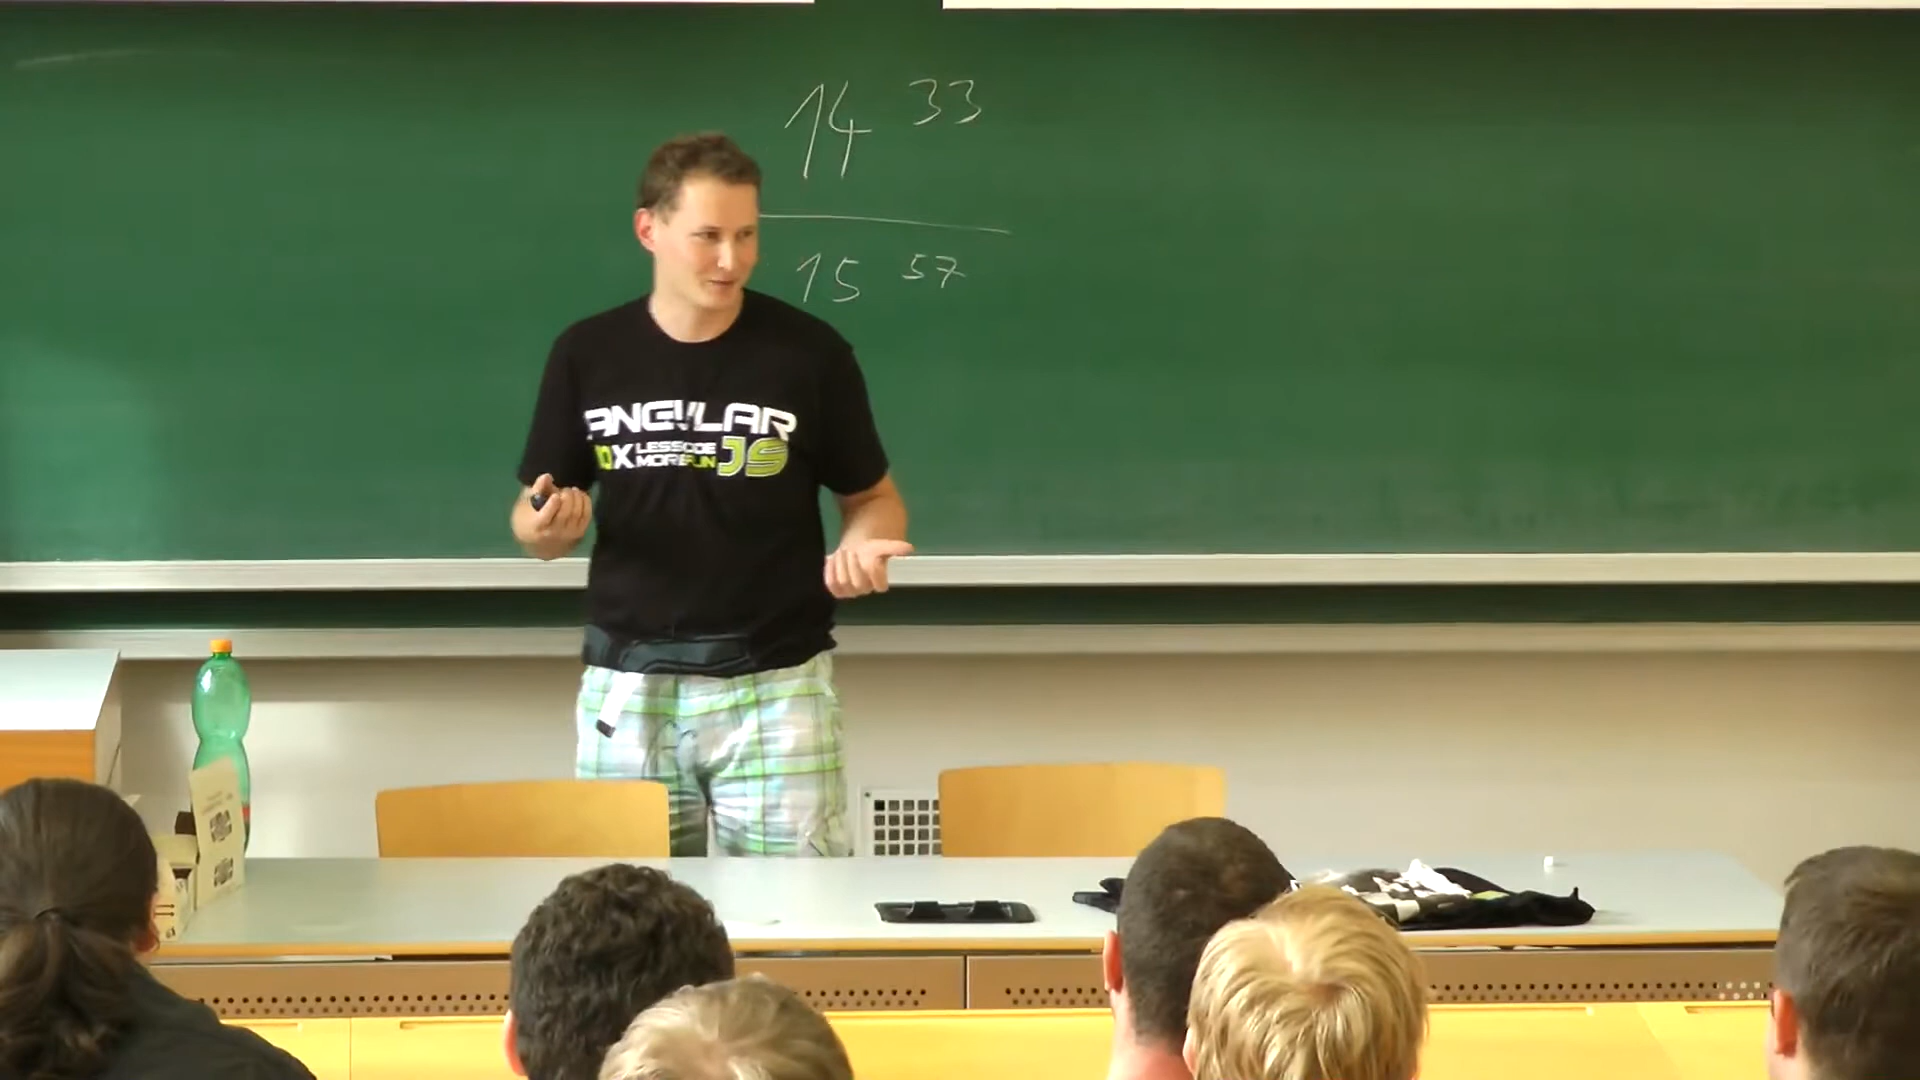 14 33
15 57
ANGULAR
10X LESS CODE JS
MORE FUN